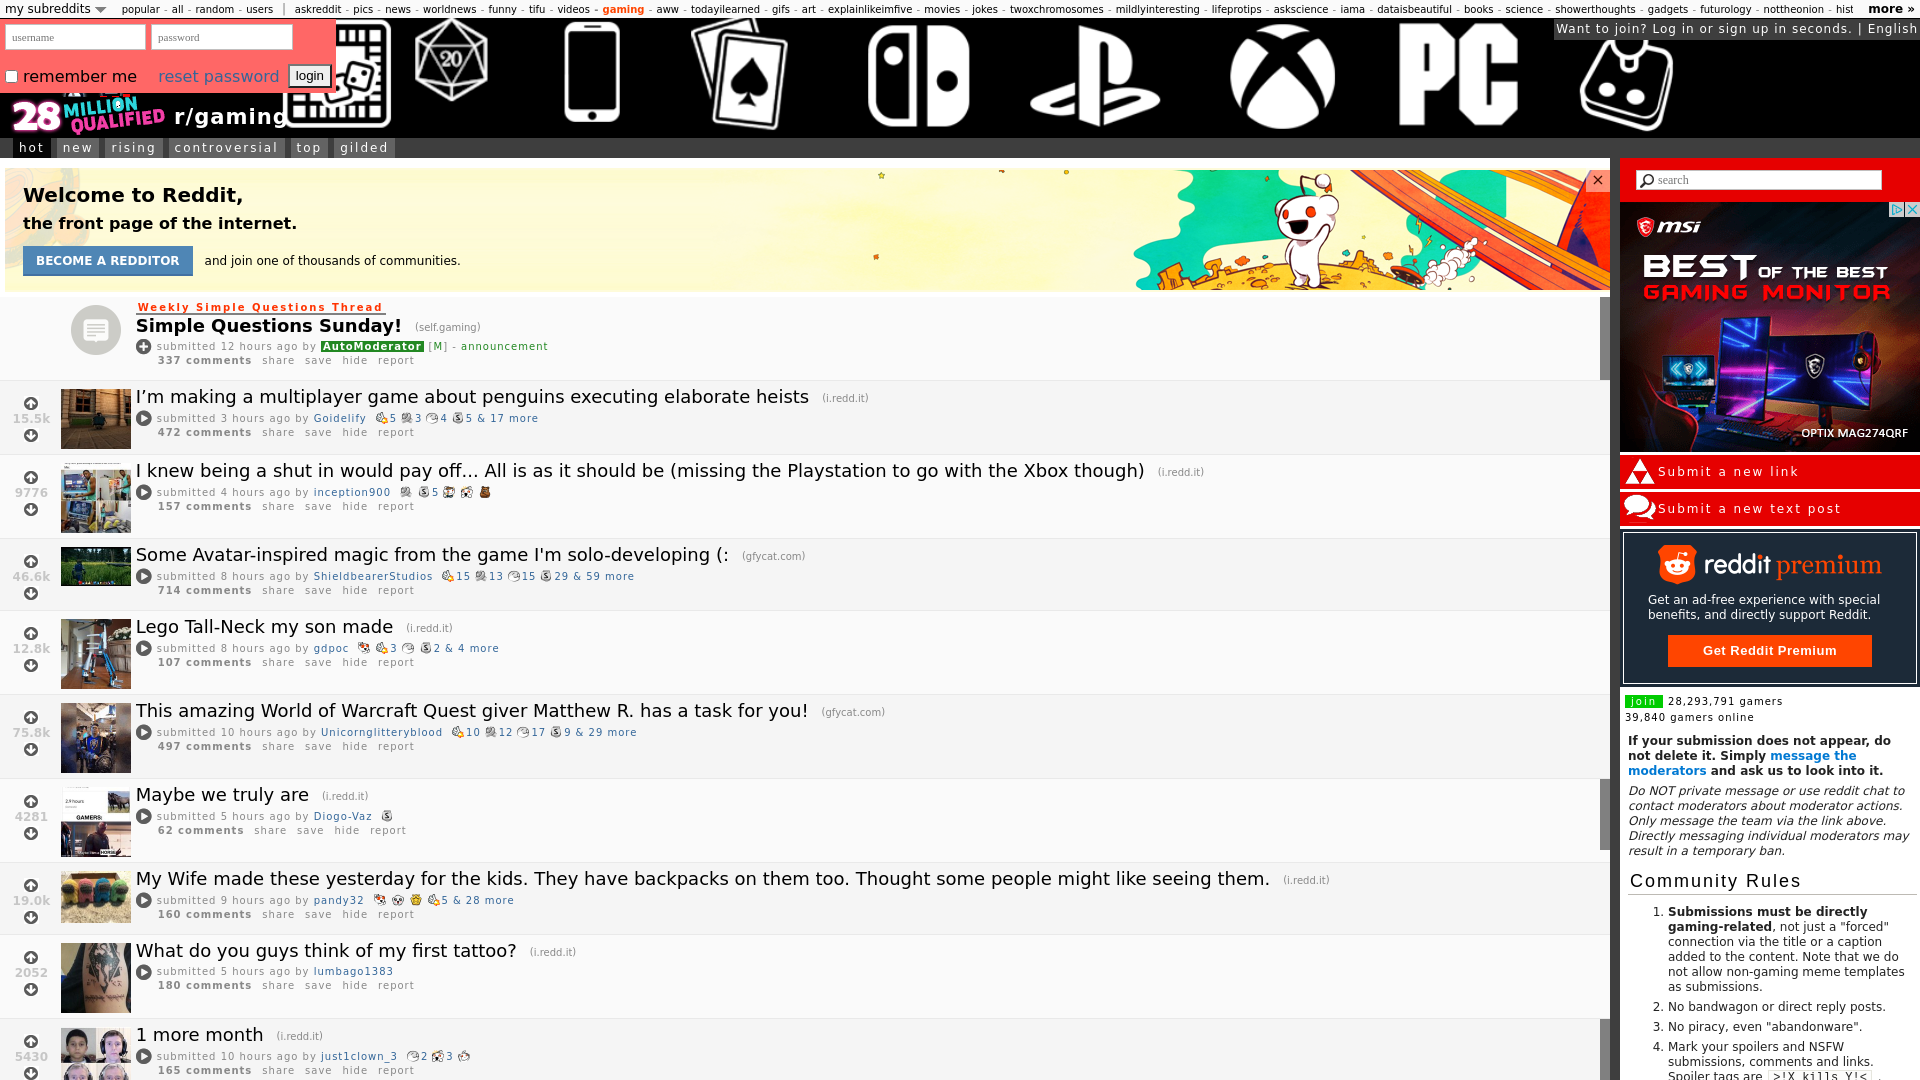 my subreddits
popular - all - random - users | askreddit - pics - news - worldnews - funny - tifu - videos - gaming - aww - todayilearned - gifs - art - explainlikeimfive - movies - jokes - twoxchromosomes - mildlyinteresting - lifeprotips - askscience - iama - dataisbeautiful - books - science - showerthoughts - gadgets - futurology - nottheonion - hist more »
username
password
remember me reset password login
Want to join? Log in or sign up in seconds. | English
20
PC
28 MILLION QUALIFIED
r/gaming
hot new rising controversial top gilded
Welcome to Reddit,
the front page of the internet.
BECOME A REDDITOR and join one of thousands of communities.
Weekly Simple Questions Thread
Simple Questions Sunday! (self.gaming)
submitted 12 hours ago by AutoModerator [M] - announcement
337 comments share save hide report
15.5k
I’m making a multiplayer game about penguins executing elaborate heists (i.redd.it)
submitted 3 hours ago by Goidelify 5 3 4 5 & 17 more
472 comments share save hide report
9776
I knew being a shut in would pay off... All is as it should be (missing the Playstation to go with the Xbox though) (i.redd.it)
submitted 4 hours ago by inception900 5
157 comments share save hide report
46.6k
Some Avatar-inspired magic from the game I'm solo-developing (: (gfycat.com)
submitted 8 hours ago by ShieldbearerStudios 15 13 15 29 & 59 more
714 comments share save hide report
12.8k
Lego Tall-Neck my son made (i.redd.it)
submitted 8 hours ago by gdpoc 3 2 & 4 more
107 comments share save hide report
75.8k
This amazing World of Warcraft Quest giver Matthew R. has a task for you! (gfycat.com)
submitted 10 hours ago by Unicornglitteryblood 10 12 17 9 & 29 more
497 comments share save hide report
4281
2.9 hours
GAMERS:
HORSE
Maybe we truly are (i.redd.it)
submitted 5 hours ago by Diogo-Vaz
62 comments share save hide report
19.0k
My Wife made these yesterday for the kids. They have backpacks on them too. Thought some people might like seeing them. (i.redd.it)
submitted 9 hours ago by pandy32 5 & 28 more
160 comments share save hide report
2052
What do you guys think of my first tattoo? (i.redd.it)
submitted 5 hours ago by lumbago1383
180 comments share save hide report
5430
1 more month (i.redd.it)
submitted 10 hours ago by just1clown_3 2 3
165 comments share save hide report
search
msi
BEST OF THE BEST
GAMING MONITOR
OPTIX MAG274QRF
Submit a new link
Submit a new text post
reddit premium
Get an ad-free experience with special
benefits, and directly support Reddit.
Get Reddit Premium
join 28,293,791 gamers
39,840 gamers online
If your submission does not appear, do
not delete it. Simply message the
moderators and ask us to look into it.
Do NOT private message or use reddit chat to
contact moderators about moderator actions.
Only message the team via the link above.
Directly messaging individual moderators may
result in a temporary ban.
Community Rules
1. Submissions must be directly
gaming-related, not just a "forced"
connection via the title or a caption
added to the content. Note that we do
not allow non-gaming meme templates
as submissions.
2. No bandwagon or direct reply posts.
3. No piracy, even "abandonware".
4. Mark your spoilers and NSFW
submissions, comments and links.
Spoiler tags are >!X kills Y!< .